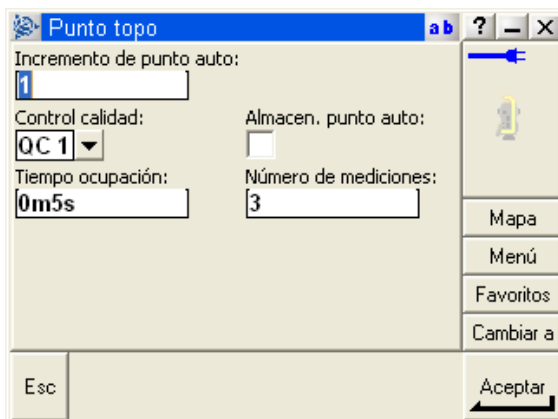 Punto topo
ab ? — X
Incremento de punto auto:
1
Control calidad: Almacen. punto auto:
QC 1
Tiempo ocupación: Número de mediciones:
0m5s 3
Mapa
Menú
Favoritos
Cambiar a
Esc Aceptar